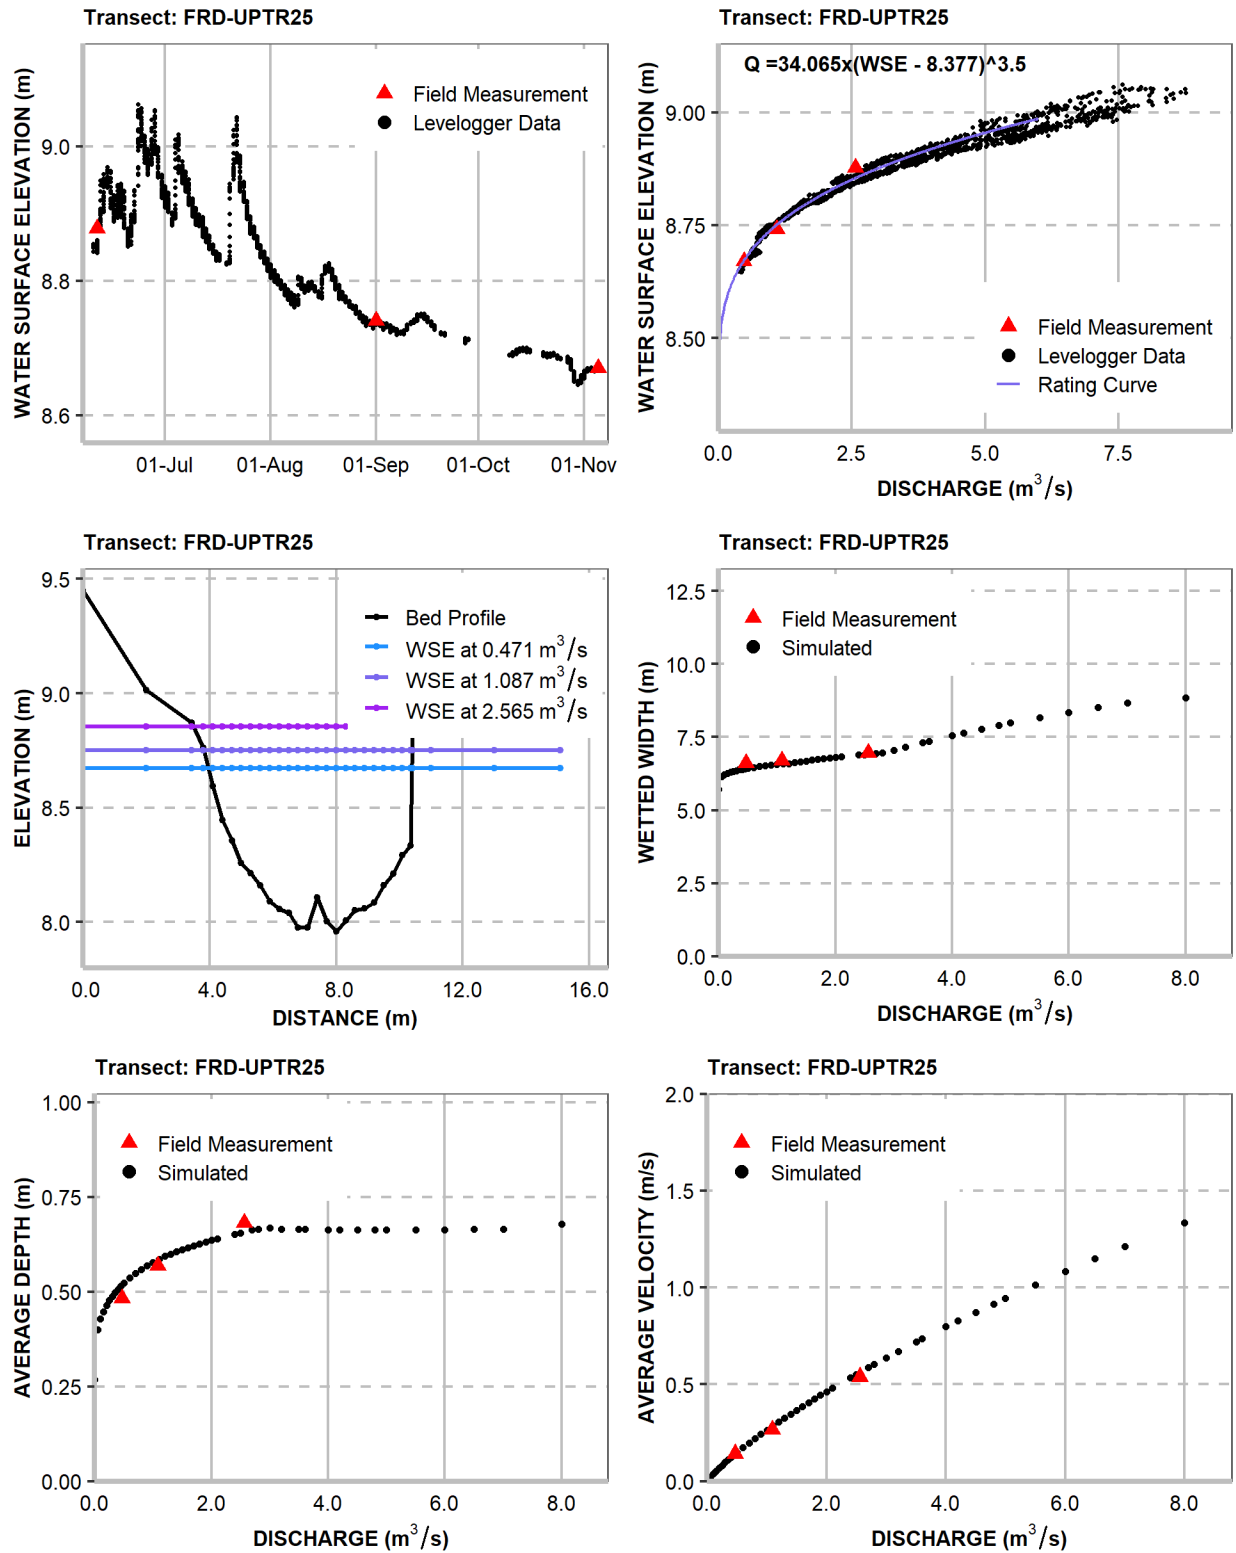 Transect: FRD-UPTR25
WATER SURFACE ELEVATION (m)
9.0
8.8
8.6
Field Measurement
Levelogger Data
01-Jul
01-Aug
01-Sep
01-Oct
01-Nov
Transect: FRD-UPTR25
Q =34.065x(WSE - 8.377)^3.5
WATER SURFACE ELEVATION (m)
9.00
8.75
8.50
Field Measurement
Levelogger Data
Rating Curve
0.0
2.5
5.0
7.5
DISCHARGE (m³/s)
Transect: FRD-UPTR25
ELEVATION (m)
9.5
9.0
8.5
8.0
Bed Profile
WSE at 0.471 m³/s
WSE at 1.087 m³/s
WSE at 2.565 m³/s
0.0
4.0
8.0
12.0
16.0
DISTANCE (m)
Transect: FRD-UPTR25
WETTED WIDTH (m)
12.5
10.0
7.5
5.0
2.5
0.0
Field Measurement
Simulated
0.0
2.0
4.0
6.0
8.0
DISCHARGE (m³/s)
Transect: FRD-UPTR25
AVERAGE DEPTH (m)
1.00
0.75
0.50
0.25
0.00
Field Measurement
Simulated
0.0
2.0
4.0
6.0
8.0
DISCHARGE (m³/s)
Transect: FRD-UPTR25
AVERAGE VELOCITY (m/s)
2.0
1.5
1.0
0.5
0.0
Field Measurement
Simulated
0.0
2.0
4.0
6.0
8.0
DISCHARGE (m³/s)